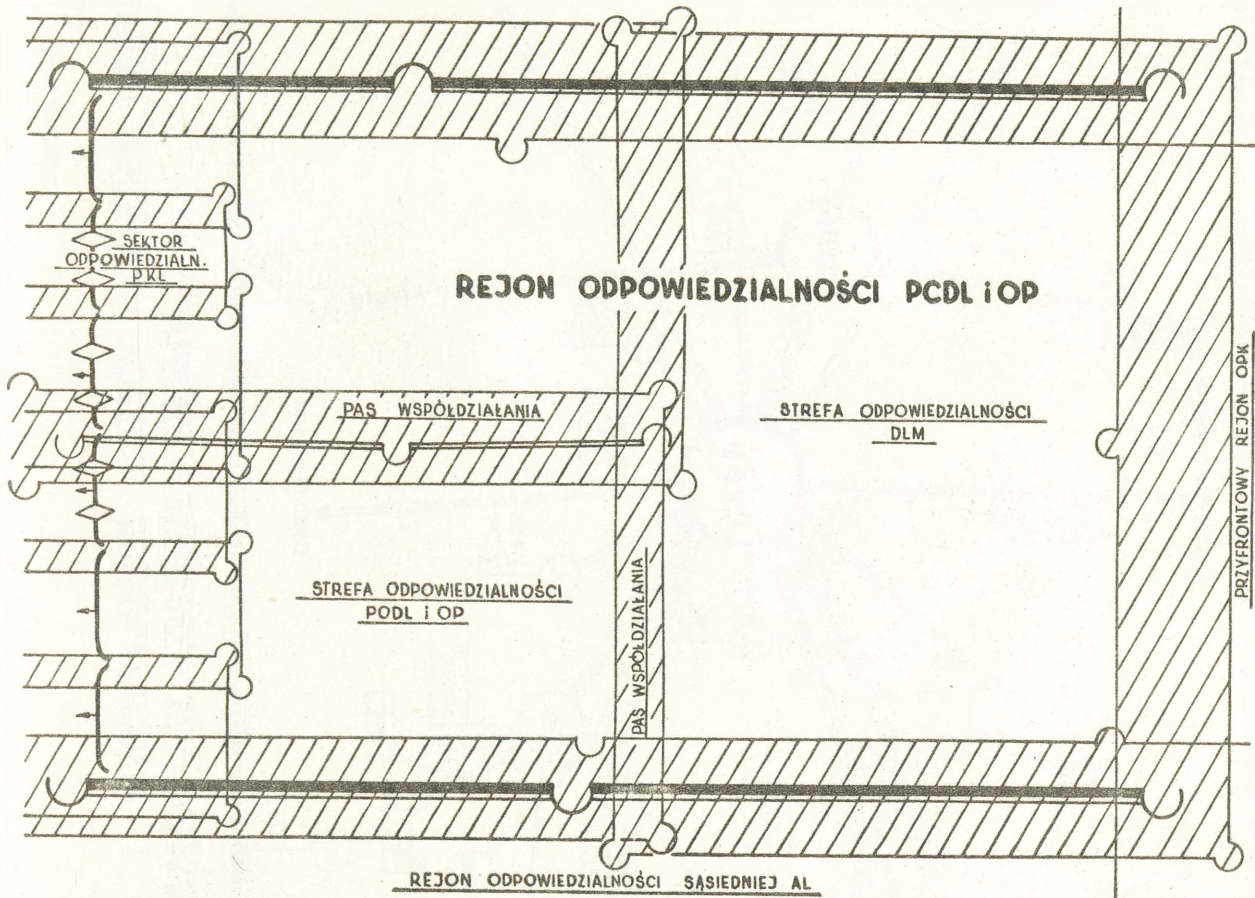 SEKTOR
ODPOWIEDZIALN.
PKL
REJON ODPOWIEDZIALNOŚCI PCDL i OP
PAS WSPÓŁDZIAŁANIA
STREFA ODPOWIEDZIALNOŚCI
DLM
PRZYFRONTOWY REJON OPK
STREFA ODPOWIEDZIALNOŚCI
PODL i OP
PAS WSPÓŁDZIAŁANIA
REJON ODPOWIEDZIALNOŚCI SĄSIEDNIEJ AL